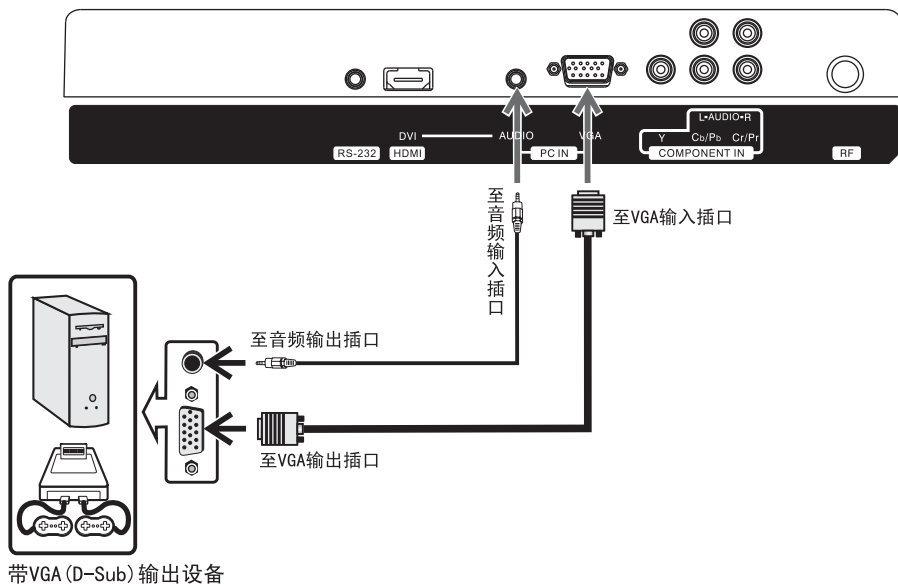 L•AUDIO•R
DVI AUDIO VGA Y Cb/Pb Cr/Pr
RS-232 HDMI PC IN COMPONENT IN RF
至音频输入插口
至VGA输入插口
至音频输出插口
至VGA输出插口
带VGA(D-Sub)输出设备